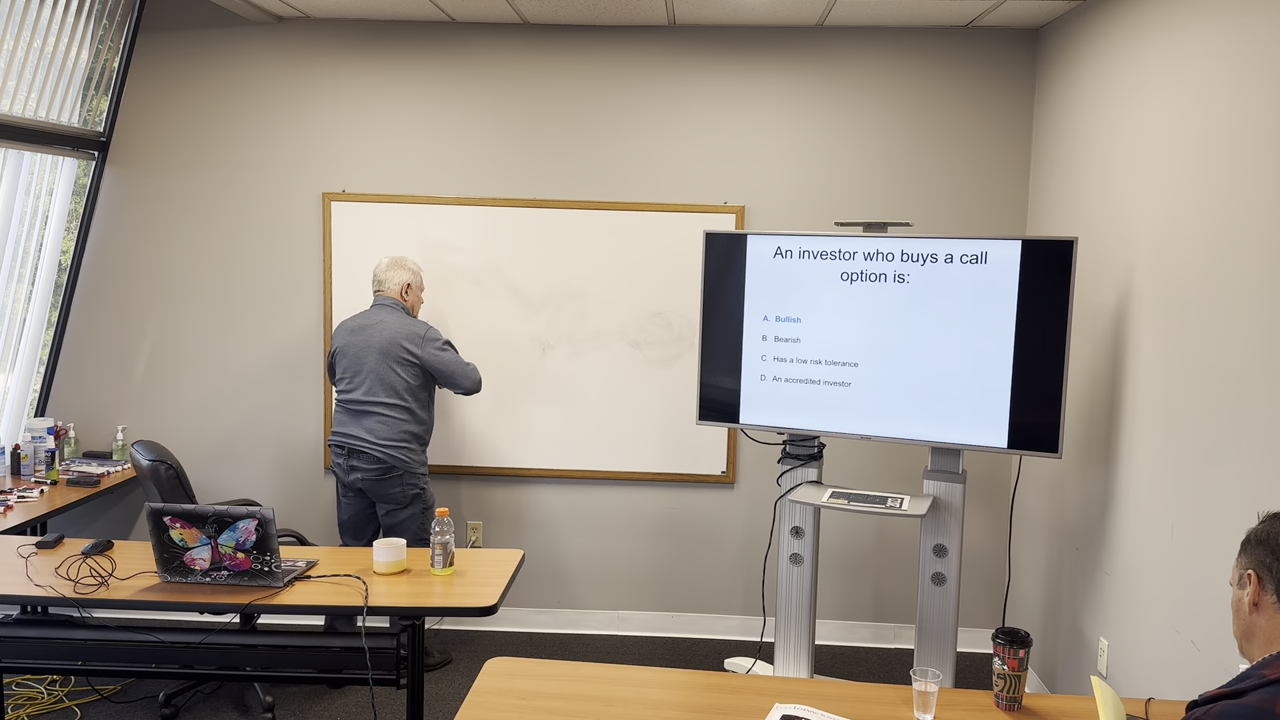 An investor who buys a call
option is:
A. Bullish
B. Bearish
C. Has a low risk tolerance
D. An accredited investor